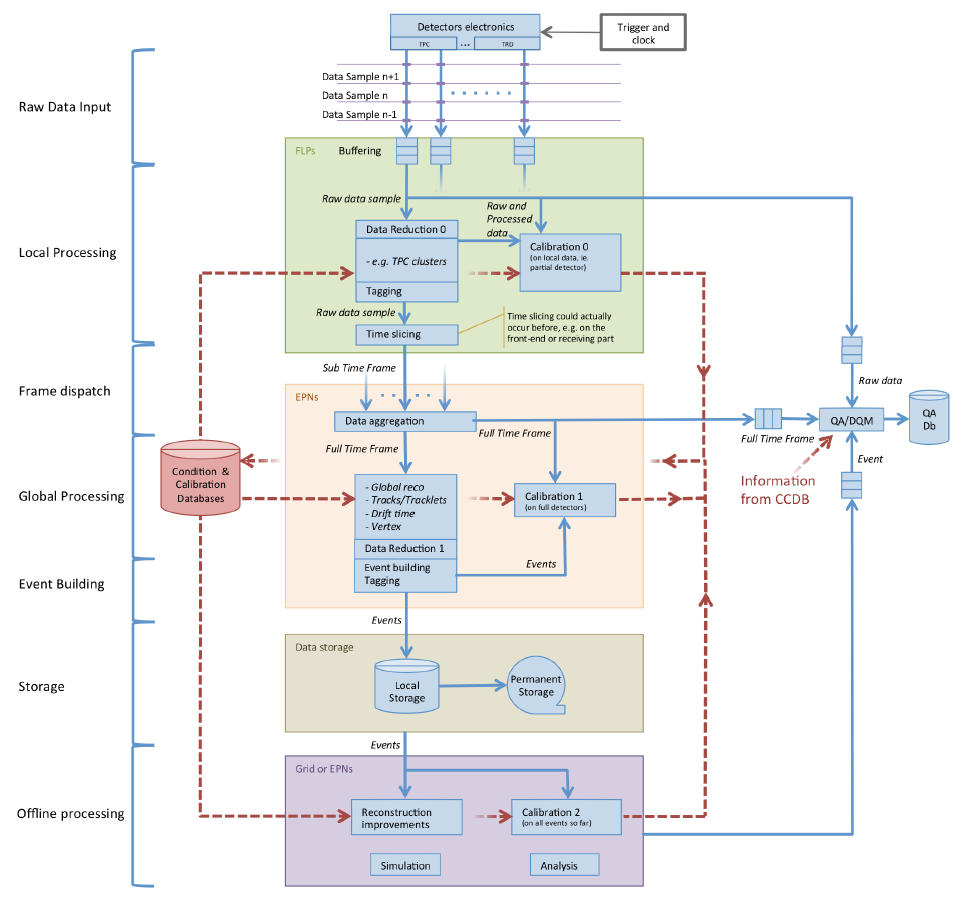 Detectors electronics
TPC
...
TRD
Trigger and
clock
Data Sample n+1
Data Sample n
Data Sample n-1
Raw Data Input
FLPs
Buffering
Raw data sample
Raw and
Processed
data
Data Reduction 0
- e.g. TPC clusters
Tagging
Calibration 0
(on local data, ie.
partial detector)
Local Processing
Raw data sample
Time slicing
Time slicing could actually
occur before, e.g. on the
front-end or receiving part
Sub Time Frame
Frame dispatch
EPNs
Data aggregation
Full Time Frame
Full Time Frame
Raw data
Full Time Frame
QA/DQM
QA
Db
Event
Information
from CCDB
Condition &
Calibration
Databases
Global Processing
- Global reco
- Tracks/Tracklets
- Drift time
- Vertex
Data Reduction 1
Event building
Tagging
Calibration 1
(on full detectors)
Events
Event Building
Events
Data storage
Local
Storage
Permanent
Storage
Storage
Events
Grid or EPNs
Reconstruction
improvements
Calibration 2
(on all events so far)
Offline processing
Simulation
Analysis